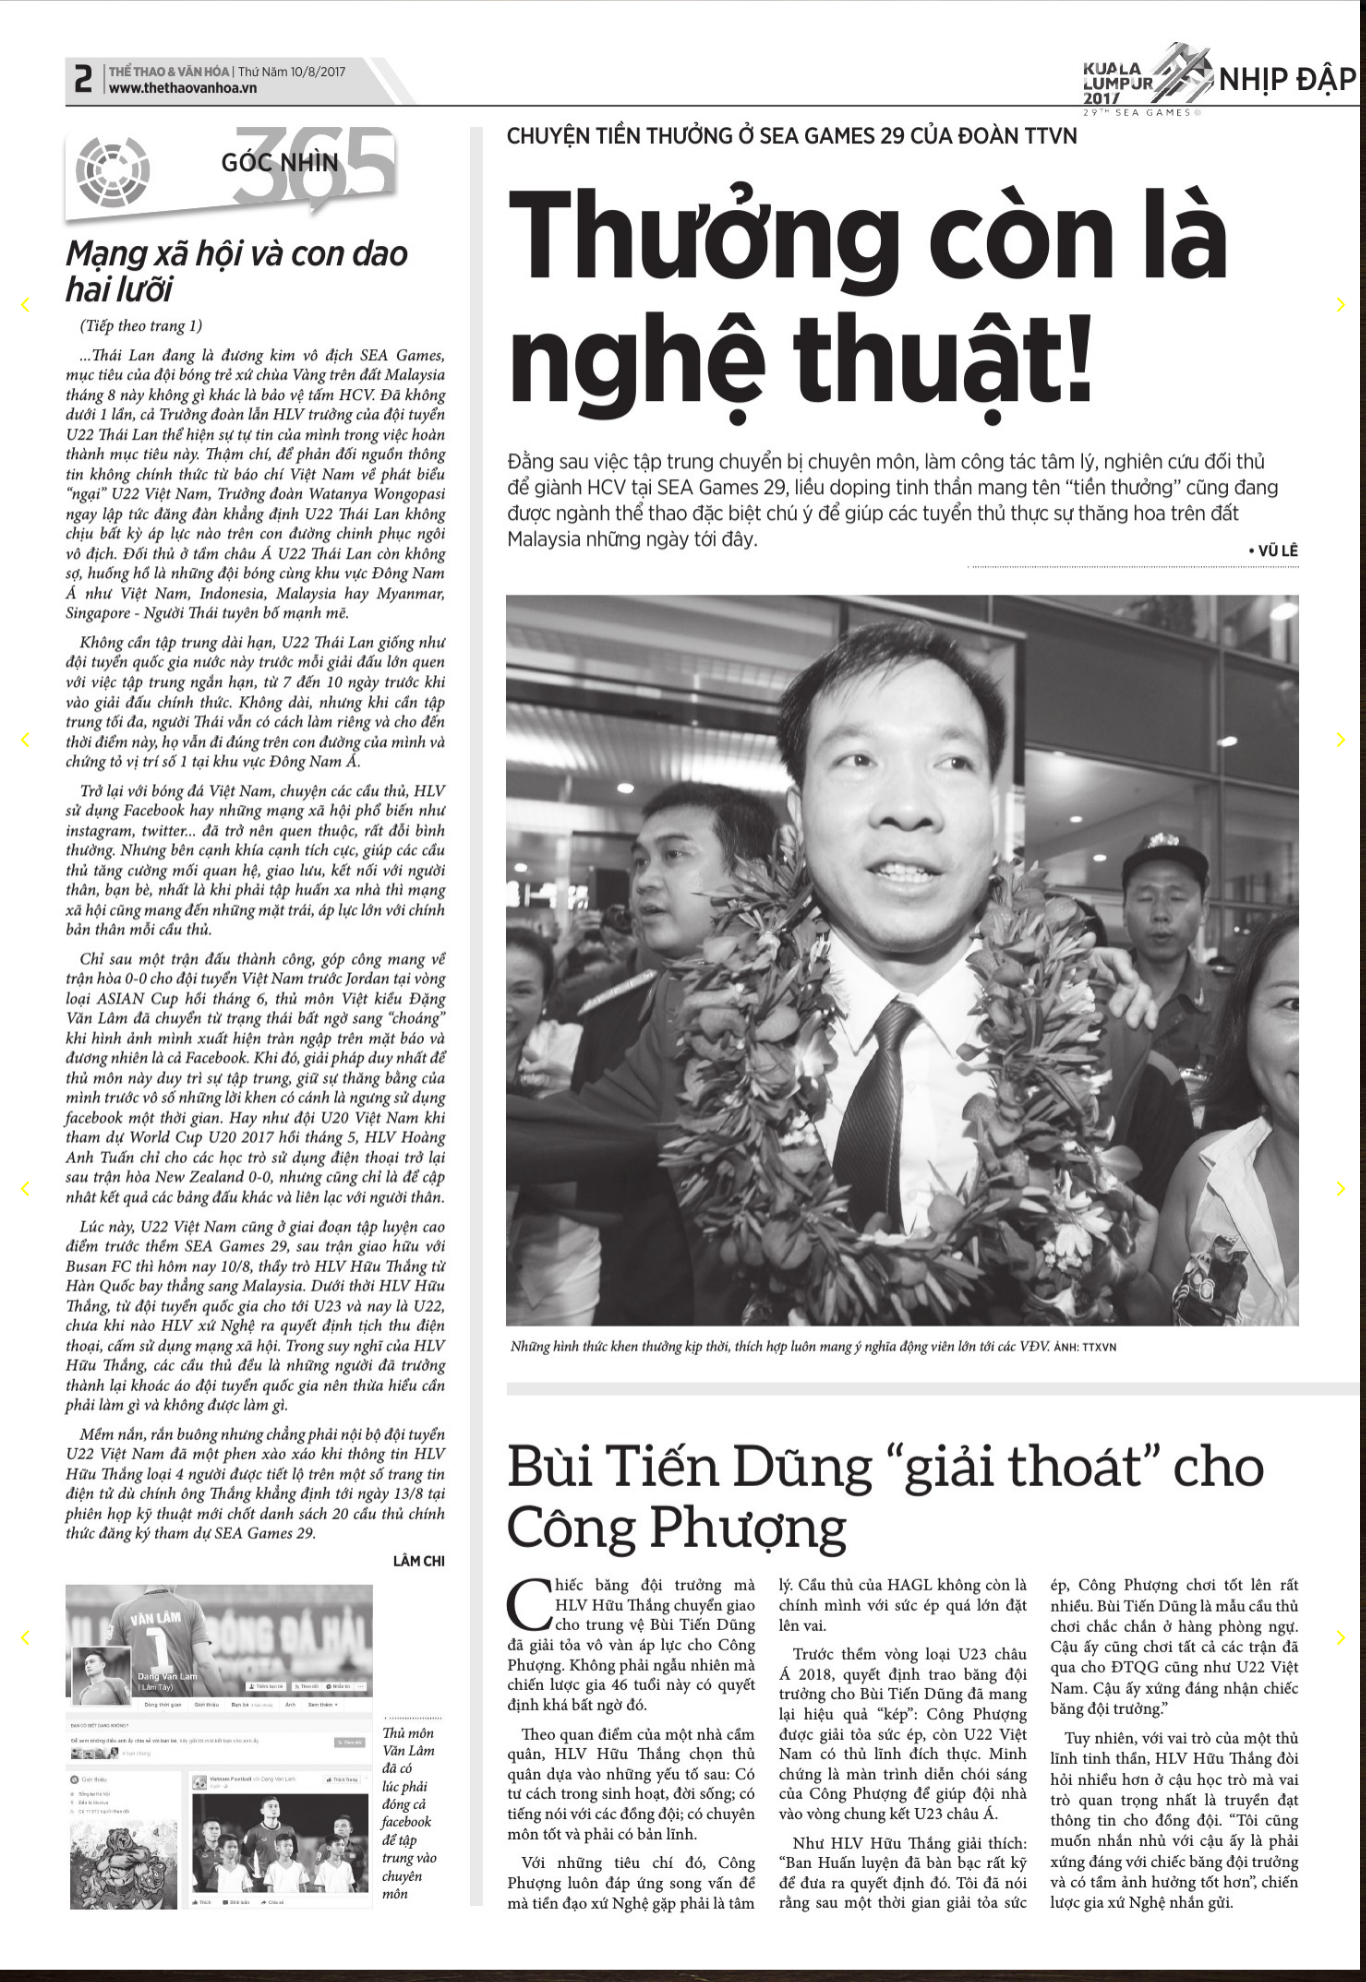 2
THỂ THAO & VĂN HÓA | Thứ Năm 10/8/2017
www.thethaovanhoa.vn
KUALA
LUMPUR
2017
29TH SEA GAMES
NHỊP ĐẬP
365
GÓC NHÌN
Mạng xã hội và con dao
hai lưỡi
(Tiếp theo trang 1)
...Thái Lan đang là đương kim vô địch SEA Games,
mục tiêu của đội bóng trẻ xứ chùa Vàng trên đất Malaysia
tháng 8 này không gì khác là bảo vệ tấm HCV. Đã không
dưới 1 lần, cả Trưởng đoàn lẫn HLV trưởng của đội tuyển
U22 Thái Lan thể hiện sự tự tin của mình trong việc hoàn
thành mục tiêu này. Thậm chí, để phản đối nguồn thông
tin không chính thức từ báo chí Việt Nam về phát biểu
“ngại” U22 Việt Nam, Trưởng đoàn Watanya Wongopasi
ngay lập tức đăng đàn khẳng định U22 Thái Lan không
chịu bất kỳ áp lực nào trên con đường chinh phục ngôi
vô địch. Đối thủ ở tầm châu Á U22 Thái Lan còn không
sợ, huống hồ là những đội bóng cùng khu vực Đông Nam
Á như Việt Nam, Indonesia, Malaysia hay Myanmar,
Singapore - Người Thái tuyên bố mạnh mẽ.
Không cần tập trung dài hạn, U22 Thái Lan giống như
đội tuyển quốc gia nước này trước mỗi giải đấu lớn quen
với việc tập trung ngắn hạn, từ 7 đến 10 ngày trước khi
vào giải đấu chính thức. Không dài, nhưng khi cần tập
trung tối đa, người Thái vẫn có cách làm riêng và cho đến
thời điểm này, họ vẫn đi đúng trên con đường của mình và
chứng tỏ vị trí số 1 tại khu vực Đông Nam Á.
Trở lại với bóng đá Việt Nam, chuyện các cầu thủ, HLV
sử dụng Facebook hay những mạng xã hội phổ biến như
instagram, twitter... đã trở nên quen thuộc, rất đỗi bình
thường. Nhưng bên cạnh khía cạnh tích cực, giúp các cầu
thủ tăng cường mối quan hệ, giao lưu, kết nối với người
thân, bạn bè, nhất là khi phải tập huấn xa nhà thì mạng
xã hội cũng mang đến những mặt trái, áp lực lớn với chính
bản thân mỗi cầu thủ.
Chỉ sau một trận đấu thành công, góp công mang về
trận hòa 0-0 cho đội tuyển Việt Nam trước Jordan tại vòng
loại ASIAN Cup hồi tháng 6, thủ môn Việt kiều Đặng
Văn Lâm đã chuyển từ trạng thái bất ngờ sang “choáng”
khi hình ảnh mình xuất hiện tràn ngập trên mặt báo và
đương nhiên là cả Facebook. Khi đó, giải pháp duy nhất để
thủ môn này duy trì sự tập trung, giữ sự thăng bằng của
mình trước vô số những lời khen có cánh là ngưng sử dụng
facebook một thời gian. Hay như đội U20 Việt Nam khi
tham dự World Cup U20 2017 hồi tháng 5, HLV Hoàng
Anh Tuấn chỉ cho các học trò sử dụng điện thoại trở lại
sau trận hòa New Zealand 0-0, nhưng cũng chỉ là để cập
nhât kết quả các bảng đấu khác và liên lạc với người thân.
Lúc này, U22 Việt Nam cũng ở giai đoạn tập luyện cao
điểm trước thềm SEA Games 29, sau trận giao hữu với
Busan FC thì hôm nay 10/8, thầy trò HLV Hữu Thắng từ
Hàn Quốc bay thẳng sang Malaysia. Dưới thời HLV Hữu
Thắng, từ đội tuyển quốc gia cho tới U23 và nay là U22,
chưa khi nào HLV xứ Nghệ ra quyết định tịch thu điện
thoại, cấm sử dụng mạng xã hội. Trong suy nghĩ của HLV
Hữu Thắng, các cầu thủ đều là những người đã trưởng
thành lại khoác áo đội tuyển quốc gia nên thừa hiểu cần
phải làm gì và không được làm gì.
Mềm nắn, rắn buông nhưng chẳng phải nội bộ đội tuyển
U22 Việt Nam đã một phen xào xáo khi thông tin HLV
Hữu Thắng loại 4 người được tiết lộ trên một số trang tin
điện tử dù chính ông Thắng khẳng định tới ngày 13/8 tại
phiên họp kỹ thuật mới chốt danh sách 20 cầu thủ chính
thức đăng ký tham dự SEA Games 29.
LÂM CHI
VĂN LÂM
1
Dang Van Lam
(Lâm Tây)
Dòng thời gian Giới thiệu Bạn bè Ảnh Xem thêm
Giới thiệu
Vietnam Football
Thủ môn
Văn Lâm
đã có
lúc phải
đóng cả
facebook
để tập
trung vào
chuyên
môn
CHUYỆN TIỀN THƯỞNG Ở SEA GAMES 29 CỦA ĐOÀN TTVN
Thưởng còn là
nghệ thuật!
Đằng sau việc tập trung chuyển bị chuyên môn, làm công tác tâm lý, nghiên cứu đối thủ
để giành HCV tại SEA Games 29, liều doping tinh thần mang tên “tiền thưởng” cũng đang
được ngành thể thao đặc biệt chú ý để giúp các tuyển thủ thực sự thăng hoa trên đất
Malaysia những ngày tới đây.
• VŨ LÊ
Những hình thức khen thưởng kịp thời, thích hợp luôn mang ý nghĩa động viên lớn tới các VĐV. ẢNH: TTXVN
Bùi Tiến Dũng “giải thoát” cho
Công Phượng
Chiếc băng đội trưởng mà
HLV Hữu Thắng chuyển giao
cho trung vệ Bùi Tiến Dũng
đã giải tỏa vô vàn áp lực cho Công
Phượng. Không phải ngẫu nhiên mà
chiến lược gia 46 tuổi này có quyết
định khá bất ngờ đó.
Theo quan điểm của một nhà cầm
quân, HLV Hữu Thắng chọn thủ
quân dựa vào những yếu tố sau: Có
tư cách trong sinh hoạt, đời sống; có
tiếng nói với các đồng đội; có chuyên
môn tốt và phải có bản lĩnh.
Với những tiêu chí đó, Công
Phượng luôn đáp ứng song vấn đề
mà tiền đạo xứ Nghệ gặp phải là tâm
lý. Cầu thủ của HAGL không còn là
chính mình với sức ép quá lớn đặt
lên vai.
Trước thềm vòng loại U23 châu
Á 2018, quyết định trao băng đội
trưởng cho Bùi Tiến Dũng đã mang
lại hiệu quả “kép”: Công Phượng
được giải tỏa sức ép, còn U22 Việt
Nam có thủ lĩnh đích thực. Minh
chứng là màn trình diễn chói sáng
của Công Phượng để giúp đội nhà
vào vòng chung kết U23 châu Á.
Như HLV Hữu Thắng giải thích:
“Ban Huấn luyện đã bàn bạc rất kỹ
để đưa ra quyết định đó. Tôi đã nói
rằng sau một thời gian giải tỏa sức
ép, Công Phượng chơi tốt lên rất
nhiều. Bùi Tiến Dũng là mẫu cầu thủ
chơi chắc chắn ở hàng phòng ngự.
Cậu ấy cũng chơi tất cả các trận đã
qua cho ĐTQG cũng như U22 Việt
Nam. Cậu ấy xứng đáng nhận chiếc
băng đội trưởng.”
Tuy nhiên, với vai trò của một thủ
lĩnh tinh thần, HLV Hữu Thắng đòi
hỏi nhiều hơn ở cậu học trò mà vai
trò quan trọng nhất là truyền đạt
thông tin cho đồng đội. “Tôi cũng
muốn nhắn nhủ với cậu ấy là phải
xứng đáng với chiếc băng đội trưởng
và có tầm ảnh hưởng tốt hơn”, chiến
lược gia xứ Nghệ nhắn gửi.